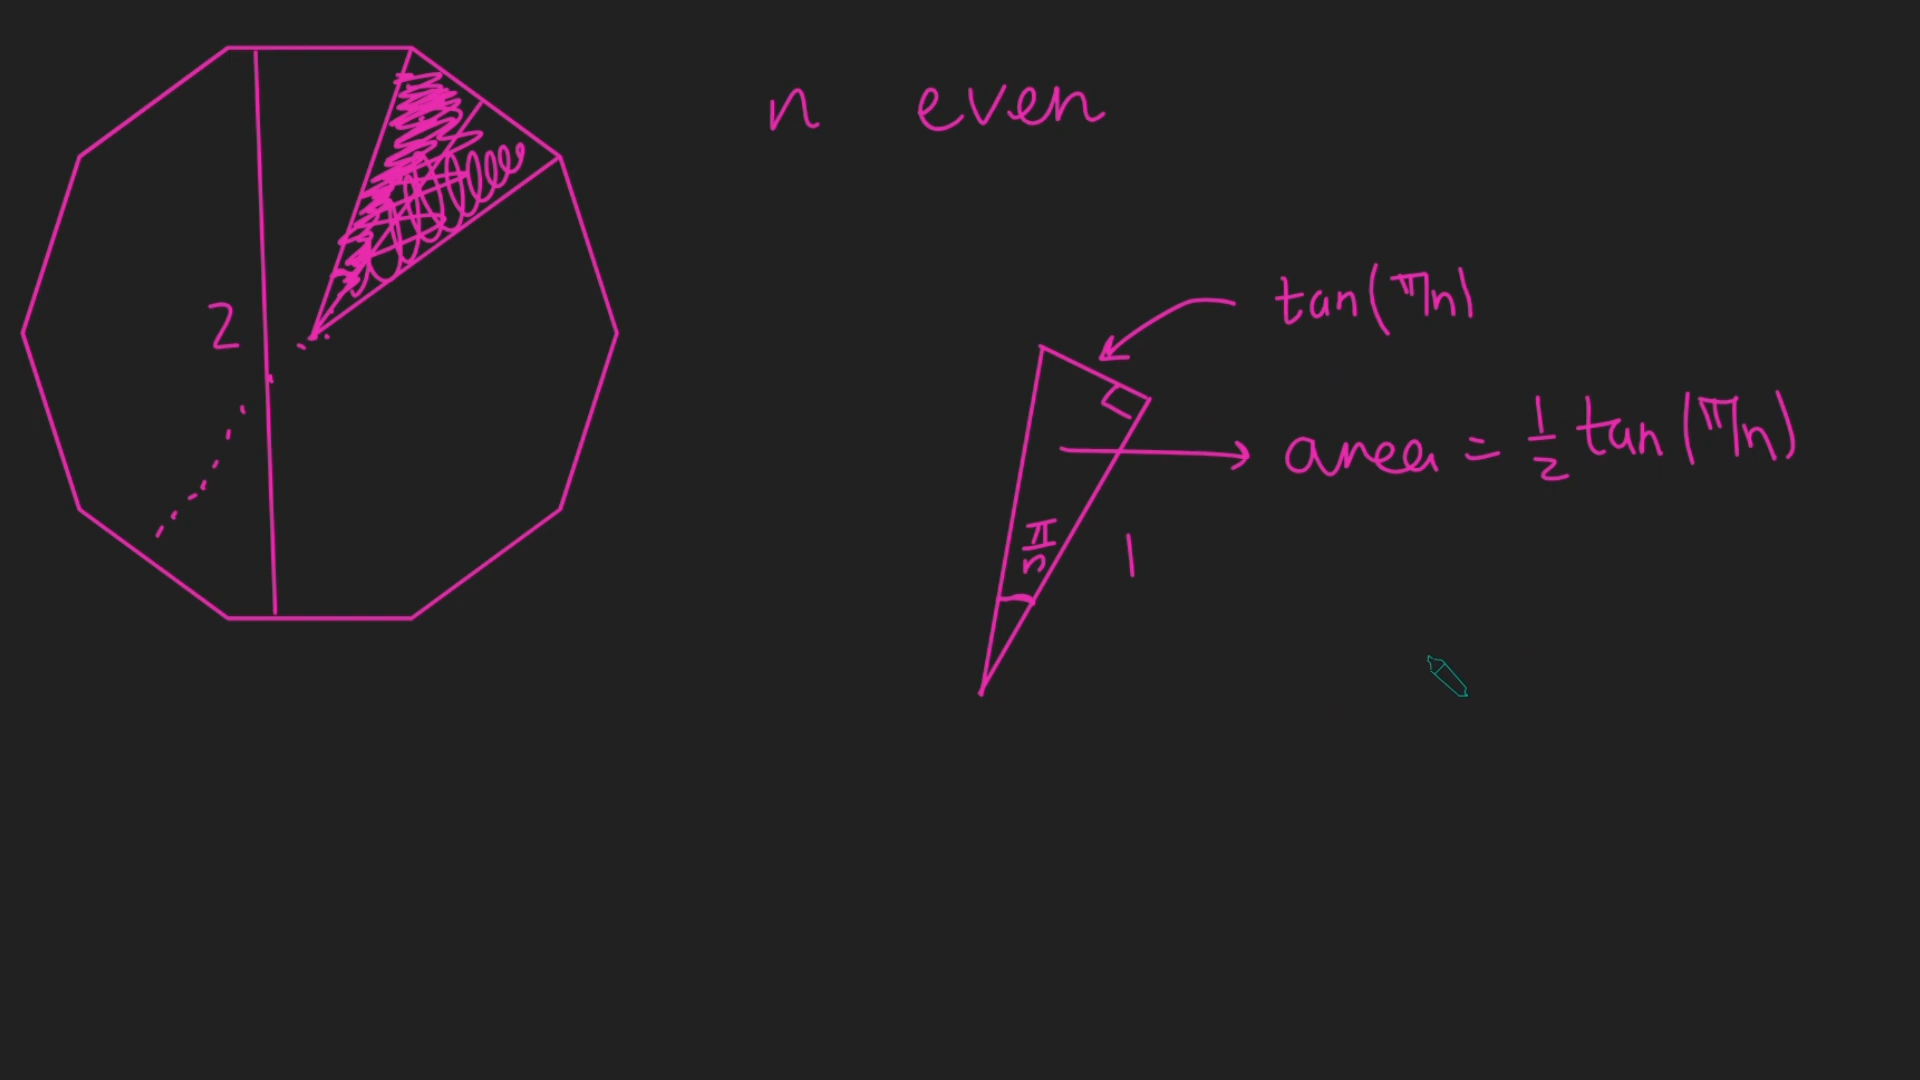 n even
2
tan(π/n)
area = 1/2 tan(π/n)
π/n
1